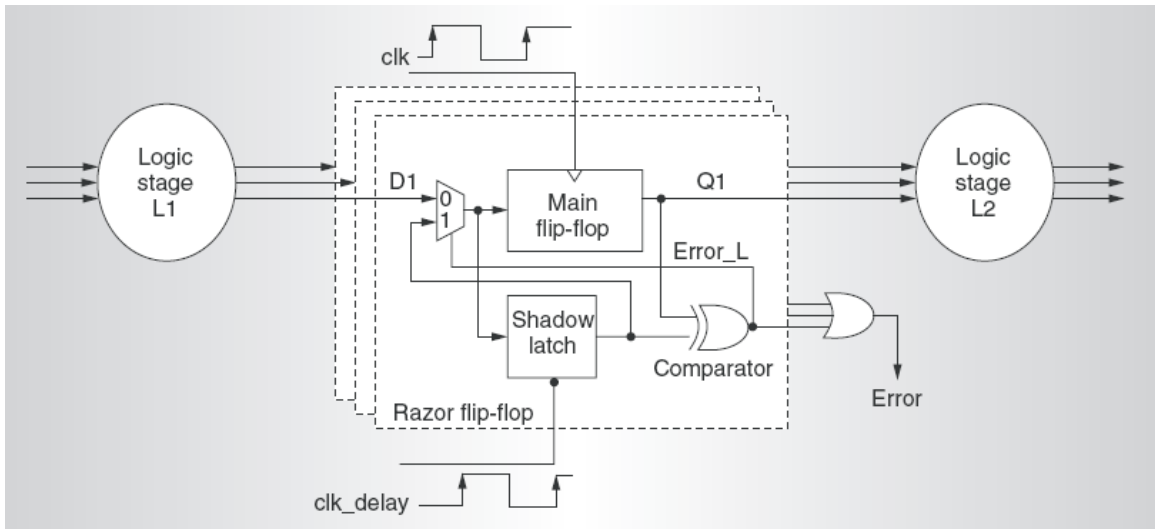 clk
Logic
stage
L1
D1
0
1
Main
flip-flop
Q1
Logic
stage
L2
Error_L
Shadow
latch
Comparator
Error
Razor flip-flop
clk_delay